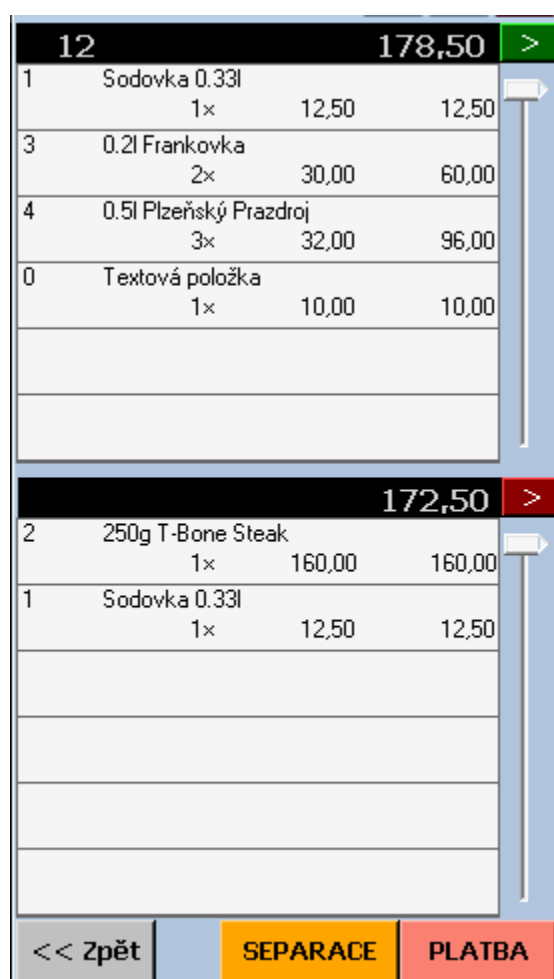 12 178,50 >
1 Sodovka 0.33l
1× 12,50 12,50
3 0.2l Frankovka
2× 30,00 60,00
4 0.5l Plzeňský Prazdroj
3× 32,00 96,00
0 Textová položka
1× 10,00 10,00
172,50 >
2 250g T-Bone Steak
1× 160,00 160,00
1 Sodovka 0.33l
1× 12,50 12,50
<< Zpět SEPARACE PLATBA